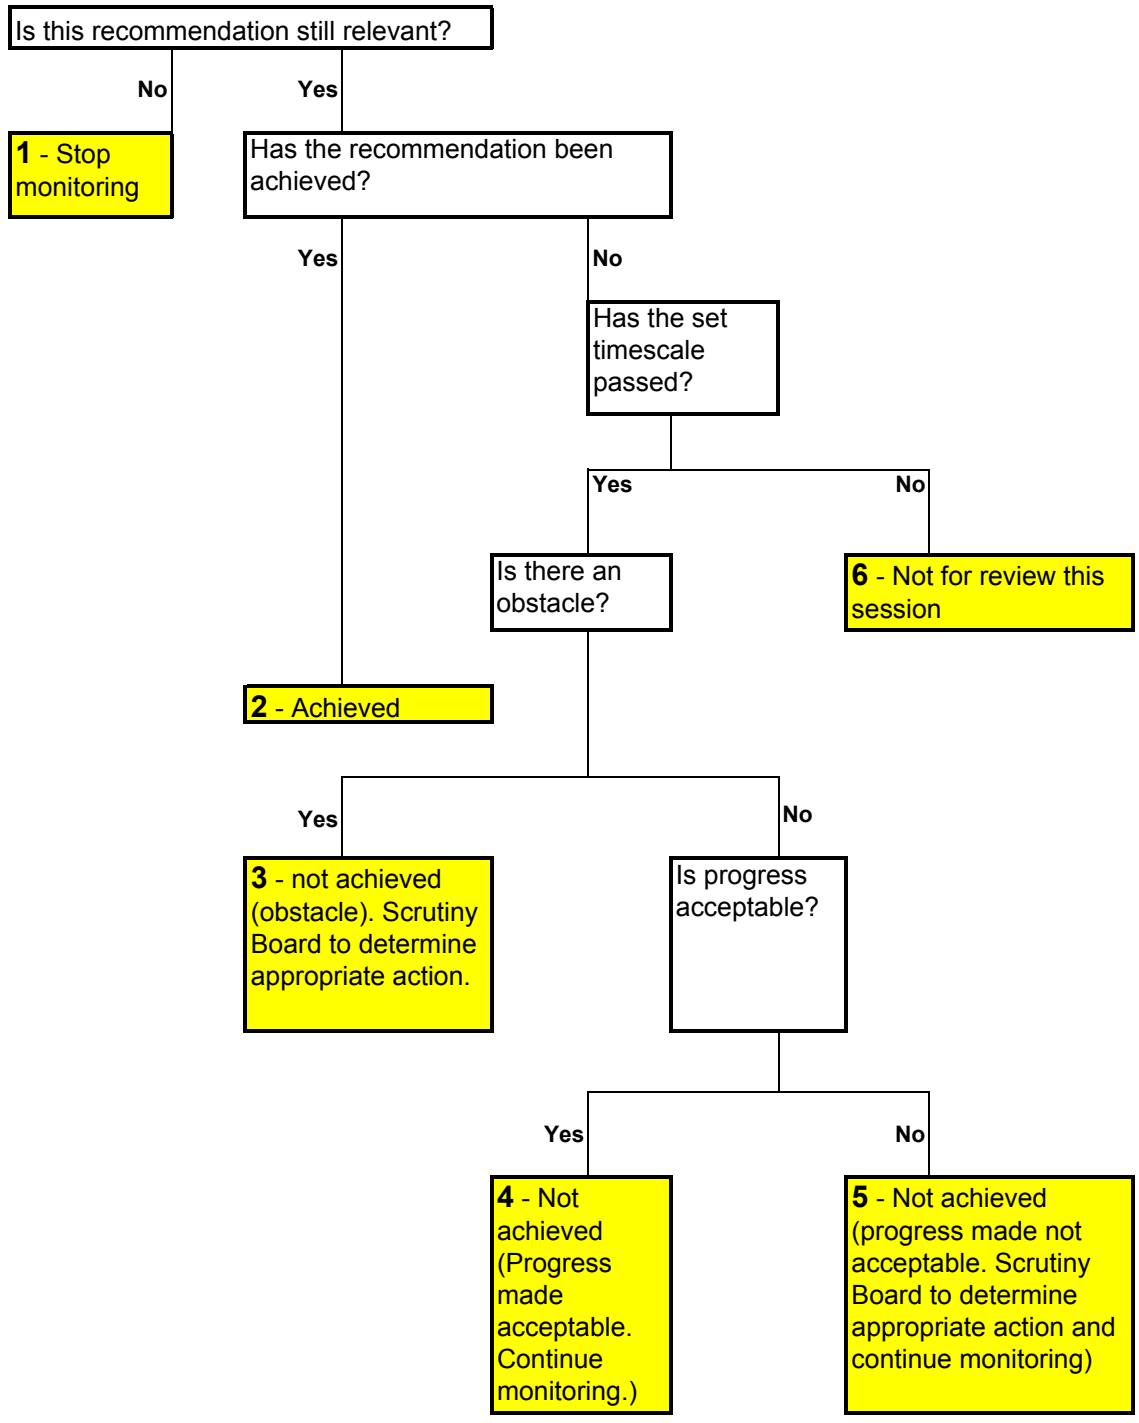 Is this recommendation still relevant?
No
Yes
1 - Stop
monitoring
Has the recommendation been
achieved?
Yes
No
Has the set
timescale
passed?
Yes
No
Is there an
obstacle?
6 - Not for review this
session
2 - Achieved
Yes
No
3 - not achieved
(obstacle). Scrutiny
Board to determine
appropriate action.
Is progress
acceptable?
Yes
No
4 - Not
achieved
(Progress
made
acceptable.
Continue
monitoring.)
5 - Not achieved
(progress made not
acceptable. Scrutiny
Board to determine
appropriate action and
continue monitoring)